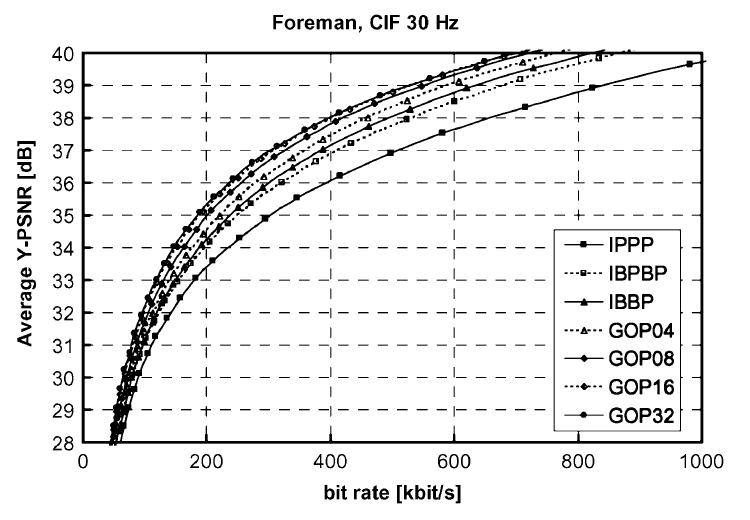 Foreman, CIF 30 Hz
Average Y-PSNR [dB]
40
39
38
37
36
35
34
33
32
31
30
29
28
IPPP
IBPBP
IBBP
GOP04
GOP08
GOP16
GOP32
0 200 400 600 800 1000
bit rate [kbit/s]